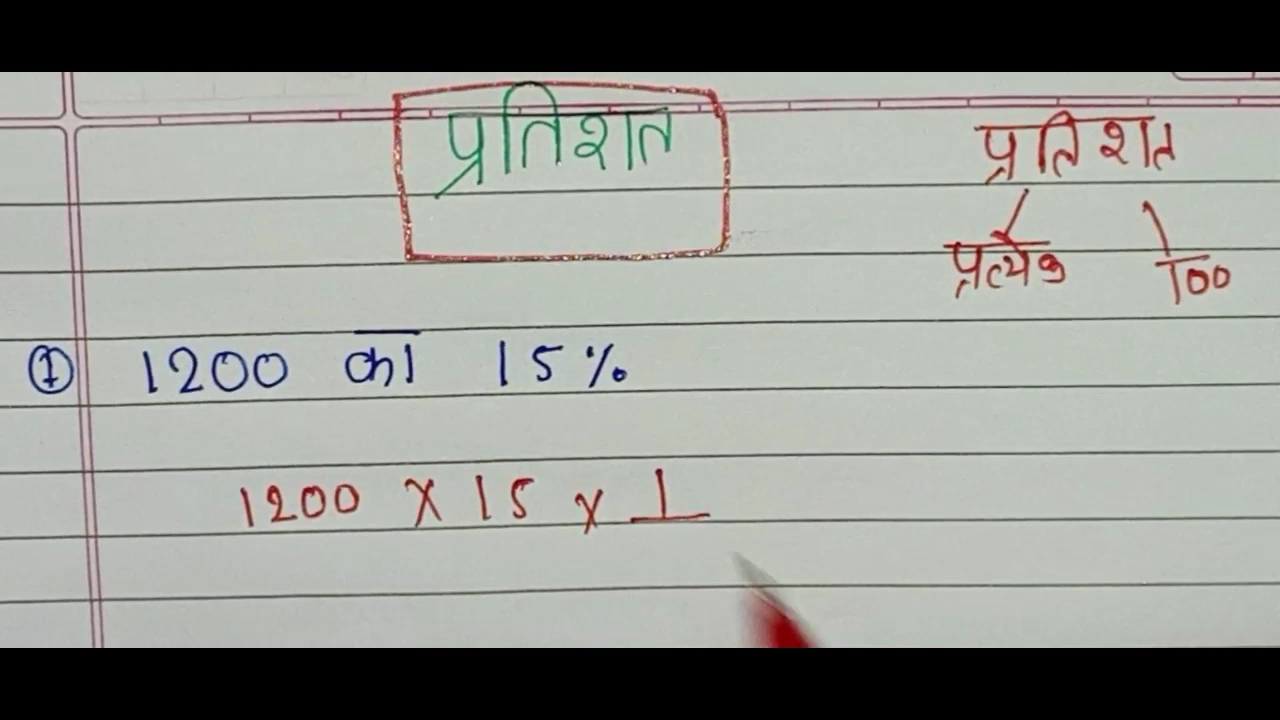 प्रतिशत
प्रतिशत
प्रत्येक 100
① 1200 का 15%
1200 x 15 x 1